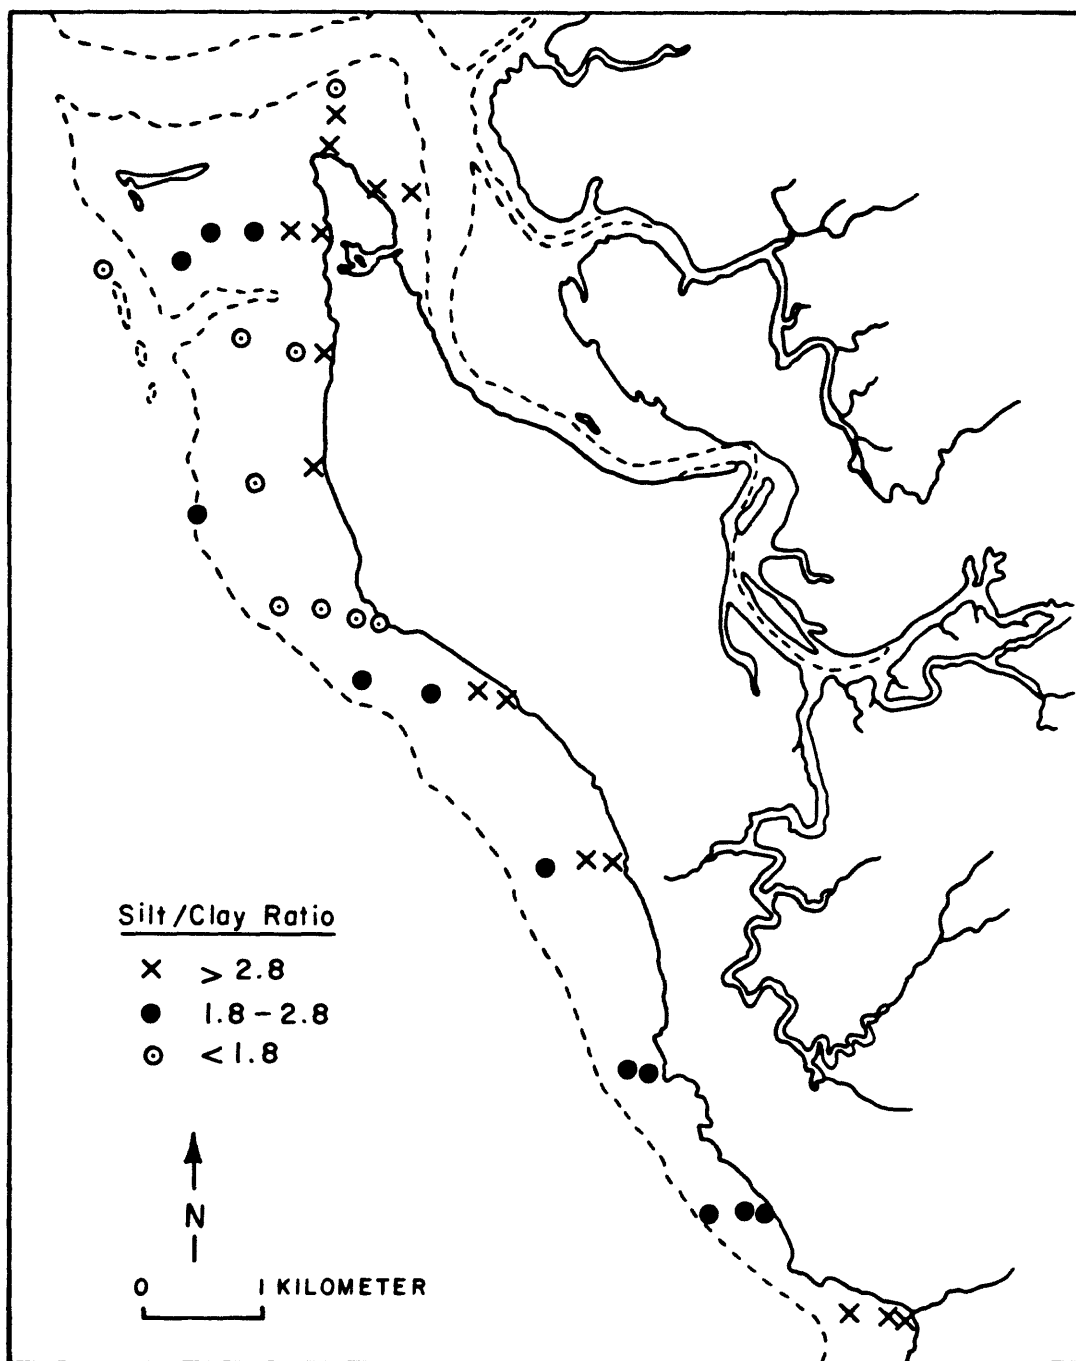 Silt/Clay Ratio
> 2.8
1.8 - 2.8
< 1.8
N
0 1 KILOMETER